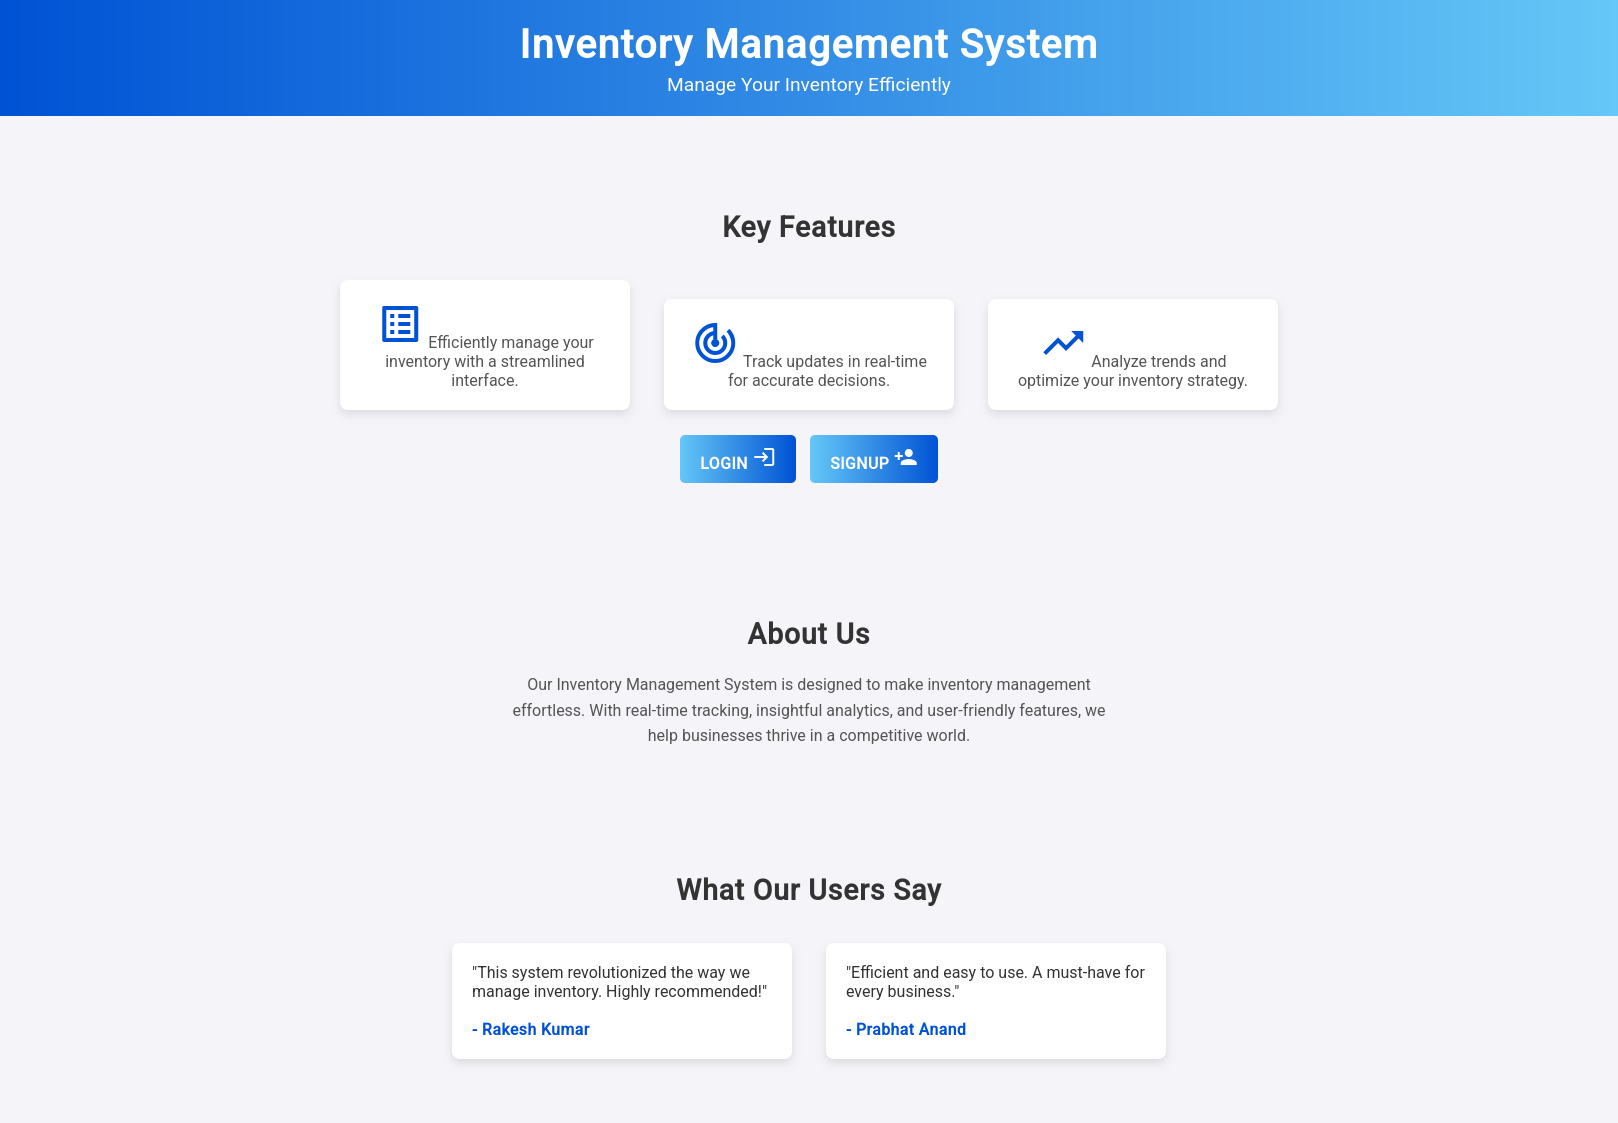 Inventory Management System
Manage Your Inventory Efficiently
Key Features
Efficiently manage your
inventory with a streamlined
interface.
Track updates in real-time
for accurate decisions.
Analyze trends and
optimize your inventory strategy.
LOGIN
SIGNUP
About Us
Our Inventory Management System is designed to make inventory management
effortless. With real-time tracking, insightful analytics, and user-friendly features, we
help businesses thrive in a competitive world.
What Our Users Say
"This system revolutionized the way we
manage inventory. Highly recommended!"
- Rakesh Kumar
"Efficient and easy to use. A must-have for
every business."
- Prabhat Anand